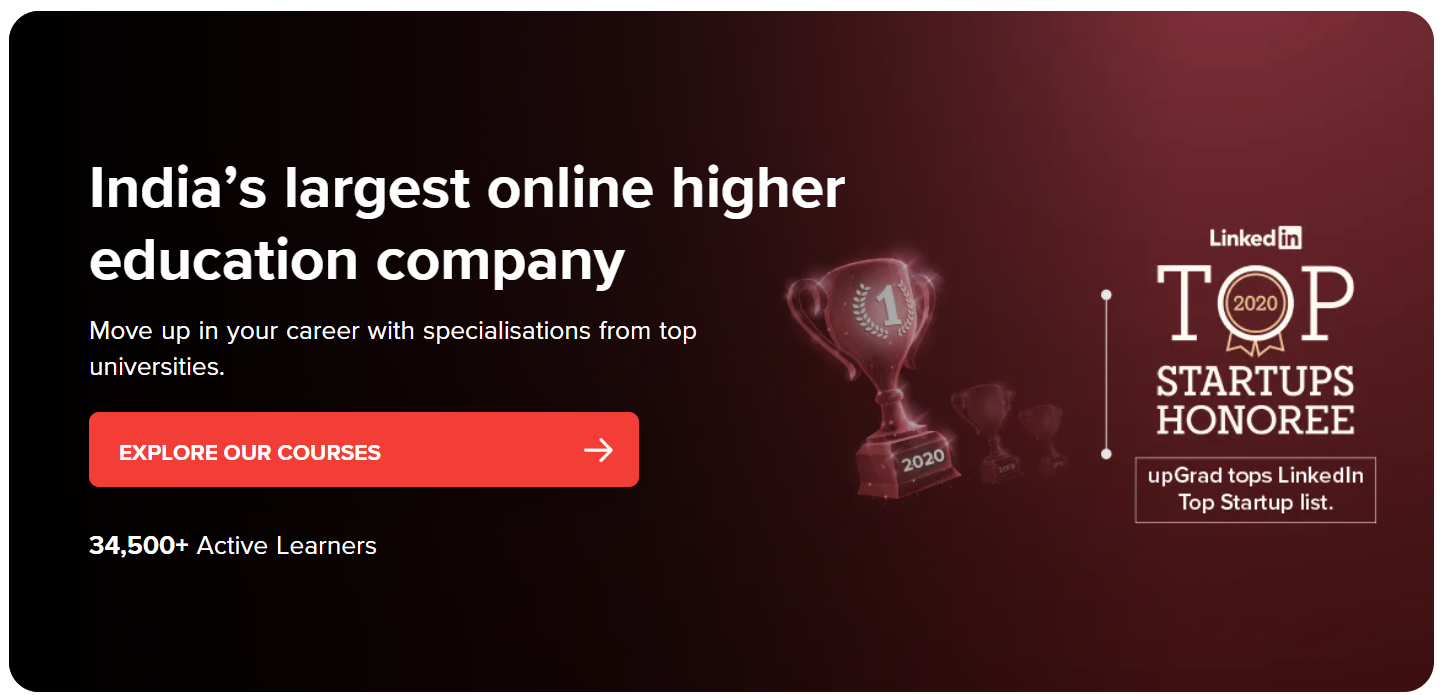 India’s largest online higher
education company
Move up in your career with specialisations from top
universities.
EXPLORE OUR COURSES
34,500+ Active Learners
1
2020
2019
Linked in
TOP
2020
STARTUPS
HONOREE
upGrad tops LinkedIn
Top Startup list.